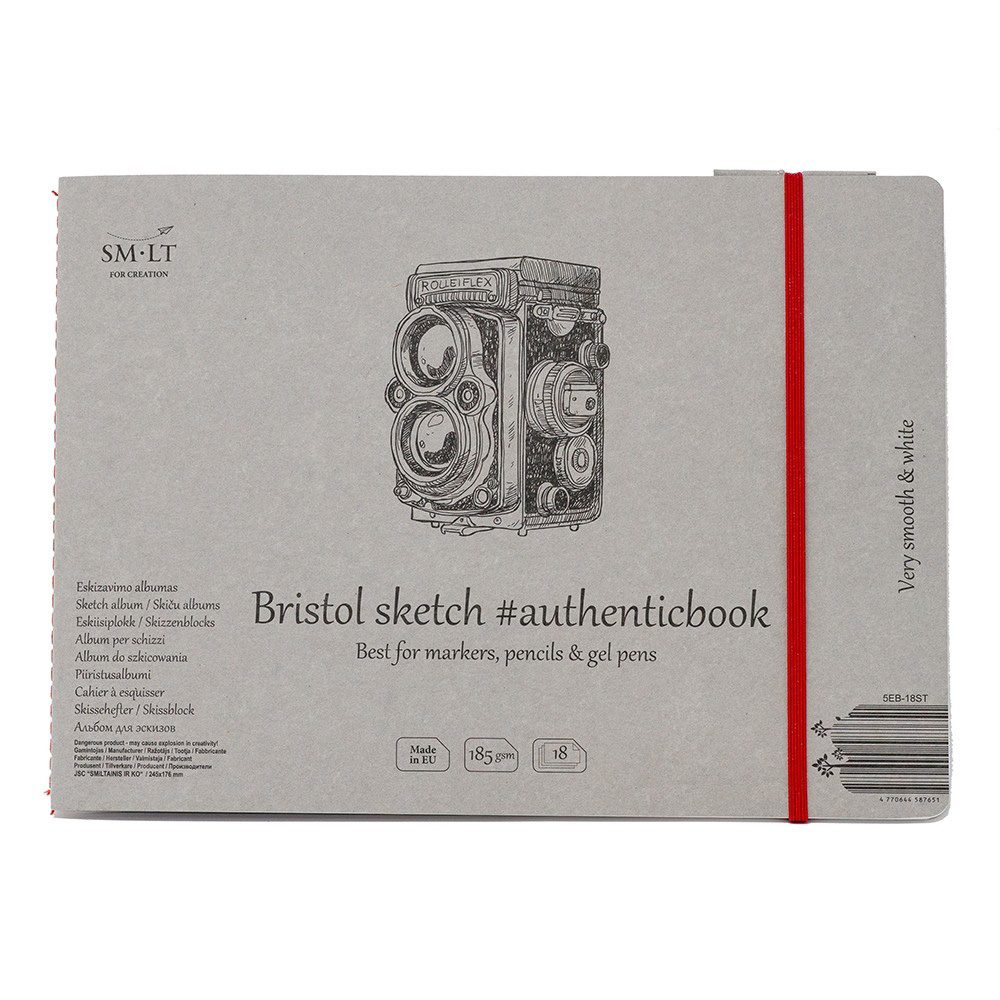 SM·LT
FOR CREATION
ROLLEIFLEX
Very smooth & white
Eskizavimo albumas
Sketch album / Skiču albums
Eskiisiplokk / Skizzenblocks
Album per schizzi
Album do szkicowania
Piiristusalbumi
Cahier à esquisser
Skissehefter / Skissblock
Альбом для эскизов
Dangerous product - may cause explosion in creativity!
Gamintojas / Manufacturer / Ražotājs / Tootja / Fabbricante
Fabricante / Hersteller / Valmistaja / Fabricant
Produsent / Tillverkare / Producent / Производители
JSC "SMILTAINIS IR KO" / 245x176 mm
Bristol sketch #authenticbook
Best for markers, pencils & gel pens
Made
in EU
185 gsm
18
5EB-18ST
4 770644 587651